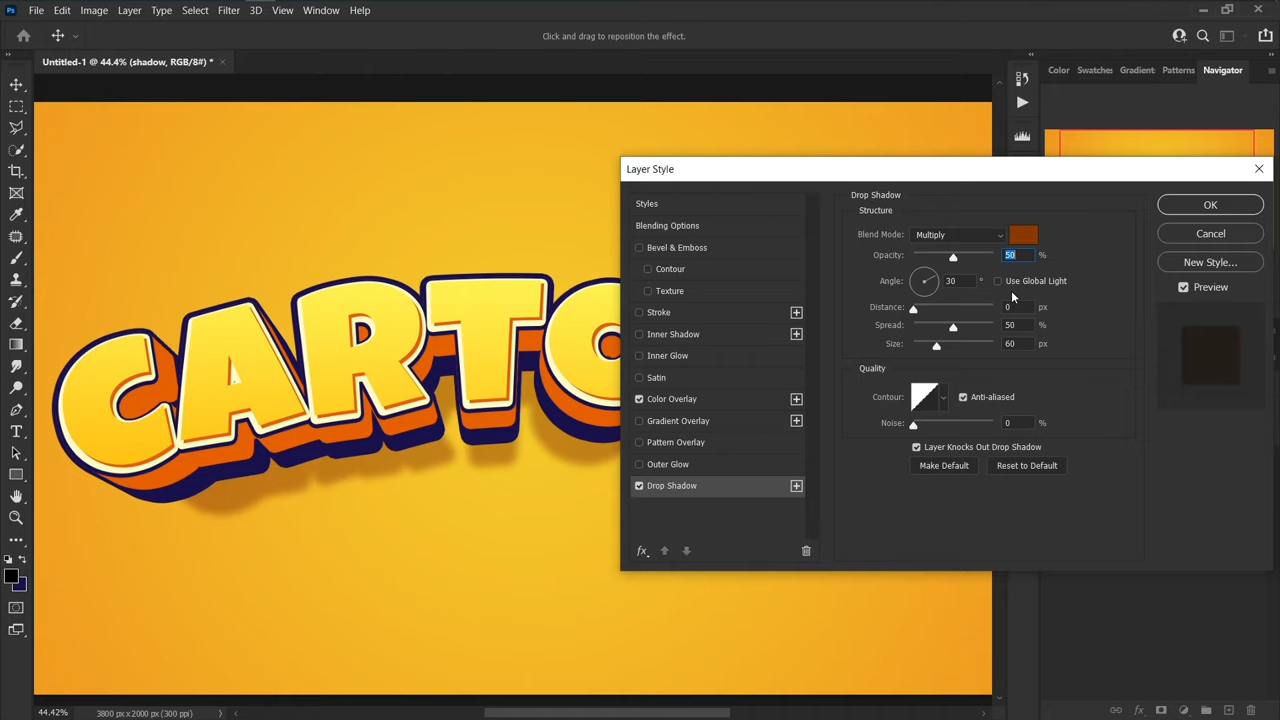 Ps File Edit Image Layer Type Select Filter 3D View Window Help
Click and drag to reposition the effect.
Untitled-1 @ 44.4% (shadow, RGB/8#) *
Color Swatches Gradient Patterns Navigator
CARTO
Layer Style
Styles
Blending Options
Bevel & Emboss
Contour
Texture
Stroke
Inner Shadow
Inner Glow
Satin
Color Overlay
Gradient Overlay
Pattern Overlay
Outer Glow
Drop Shadow
fx
Drop Shadow
Structure
Blend Mode: Multiply
Opacity: 50 %
Angle: 30 ° Use Global Light
Distance: 0 px
Spread: 50 %
Size: 60 px
Quality
Contour: Anti-aliased
Noise: 0 %
Layer Knocks Out Drop Shadow
Make Default Reset to Default
OK
Cancel
New Style...
Preview
44.42% 3800 px x 2000 px (300 ppi)
fx